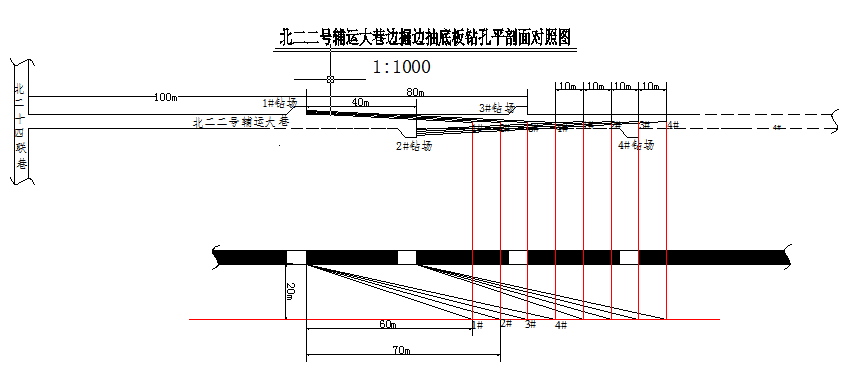 北二二号辅运大巷边掘边抽底板钻孔平剖面对照图
1:1000
北二十四联巷
100m
80m
10m
10m
10m
10m
1#钻场
40m
3#钻场
北二二号辅运大巷
2#钻场
4#钻场
3#
4#
4#
20m
60m
1#
2#
3#
4#
70m